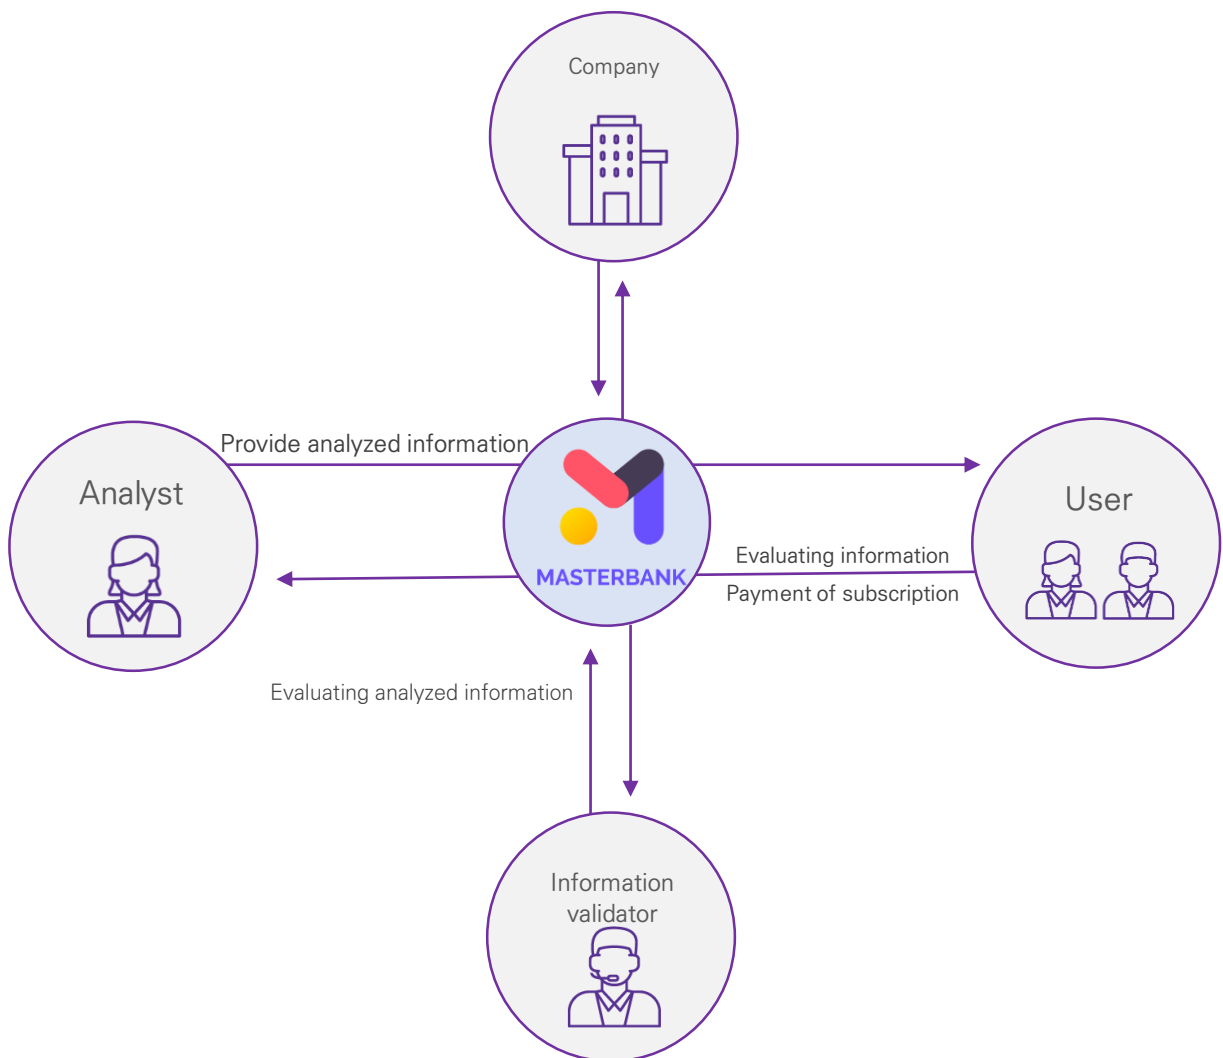 Company
Provide analyzed information
Analyst
User
MASTERBANK
Evaluating information
Payment of subscription
Evaluating analyzed information
Information
validator